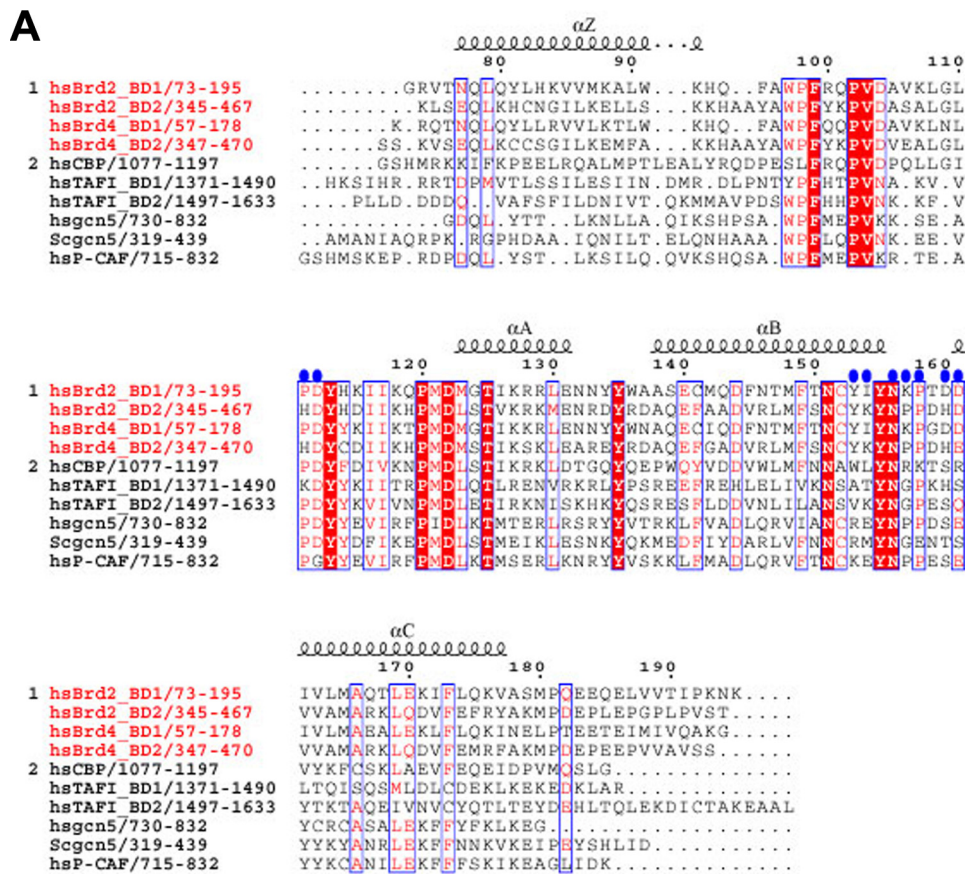 A
αZ
80 90 100 110
1 hsBrd2_BD1/73-195 ........GRVTNQLQYLHKVVMKALW...KHQ..FAWPFRQPVDAVKLGL
hsBrd2_BD2/345-467 .........KLSEQLKHCNGILKELLS...KKHAAYAWPFYKPVDASALGL
hsBrd4_BD1/57-178 .......K.RQTNQLQYLLRVVLKTLW...KHQ..FAWPFQQPVDAVKLNL
hsBrd4_BD2/347-470 ......SS.KVSEQLKCCSGILKEMFA...KKHAAYAWPFYKPVDVEALGL
2 hsCBP/1077-1197 ......GSHMRKKIFKPEELRQALMPTLEALYRQDPESLPFRQPVDPQLLGI
hsTAFI_BD1/1371-1490 ..HKSIHR.RRTDPMVTLSSILESIIN.DMR.DLPNTYPFHTPVNA.KV.V
hsTAFI_BD2/1497-1633 ....PLLD.DDDQ..VAFSFILDNIVT.QKMMAVPDSWPFHHPVNK.KF.V
hsgcn5/730-832 ...........GDQL.YTT..LKNLLA.QIKSHPSA.WPFMEPVKK.SE.A
Scgcn5/319-439 ..AMANIAQRPK.RGPHDAA.IQNILT.ELQNHAAA.WPFLQPVNK.EE.V
hsP-CAF/715-832 GSHMSKEP.RDPDQL.YST..LKSILQ.QVKSHQSA.WPFMEPVKR.TE.A
αA αB
120 130 140 150 160
1 hsBrd2_BD1/73-195 PDYHKIIKQPMDMGTIKRRLENNYYWAASECMQDFNTMFTNCYIYNKPTDD
hsBrd2_BD2/345-467 HDYHDIIKHPMDLSTVKRKMENRDYRDAQEFAADVRLMFSNCYKYNPPDHD
hsBrd4_BD1/57-178 PDYYKIIKTPMDMGTIKKRLENNYYWNAQECIQDFNTMFTNCYIYNKPGDD
hsBrd4_BD2/347-470 HDYCDIIKHPMDMSTIKSKLEAREYRDAQEFGADVRLMFSNCYKYNPPDHE
2 hsCBP/1077-1197 PDYFDIVKNPMDLSTIKRKLDTGQYQEPWQYVDDVWLMFNNAWLYNRKTSR
hsTAFI_BD1/1371-1490 KDYYKIITRPMDLQTLRENVRKRLYPSREEFREHLELIVKNSATYNGPKHS
hsTAFI_BD2/1497-1633 PDYYKVIVNPMDLETIRKNISKHKYQSRESFLDDVNLILANSVKYNGPESQ
hsgcn5/730-832 PDYYEVIRFPIDLKTMTERLRSRYYVTRKLFVADLQRVIANCREYNPPDSE
Scgcn5/319-439 PDYYDFIKEPMDLSTMEIKLESNKYQKMEDFIYDARLVFNNCRMYNGENTS
hsP-CAF/715-832 PGYYEVIRFPMDLKTMSERLKNRYYVSKKLFMADLQRVFTNCKEYNPPESE
αC
170 180 190
1 hsBrd2_BD1/73-195 IVLMAQTLEKIFLQKVASMPQEEQELVVTIPKNK....
hsBrd2_BD2/345-467 VVAMARKLQDVFEFRYAKMPDEPLEPGPLPVST.....
hsBrd4_BD1/57-178 IVLMAEALEKLFLQKINELPTEETEIMIVQAKG.....
hsBrd4_BD2/347-470 VVAMARKLQDVFEMRFAKMPDEPEEPVVAVSS......
2 hsCBP/1077-1197 VYKFCSKLAEVFEQEIDPVMQSLG..............
hsTAFI_BD1/1371-1490 LTQISQSMLDLCDEKLKEKEDKLAR.............
hsTAFI_BD2/1497-1633 YTKTAQEIVNVCYQTLTEYDEHLTQLEKDICTAKEAAL
hsgcn5/730-832 YCRCASALEKFFYFKLKEG...................
Scgcn5/319-439 YYKYANRLEKFFNNKVKEIPEYSHLID...........
hsP-CAF/715-832 YYKCANILEKFFFSKIKEAGLIDK..............